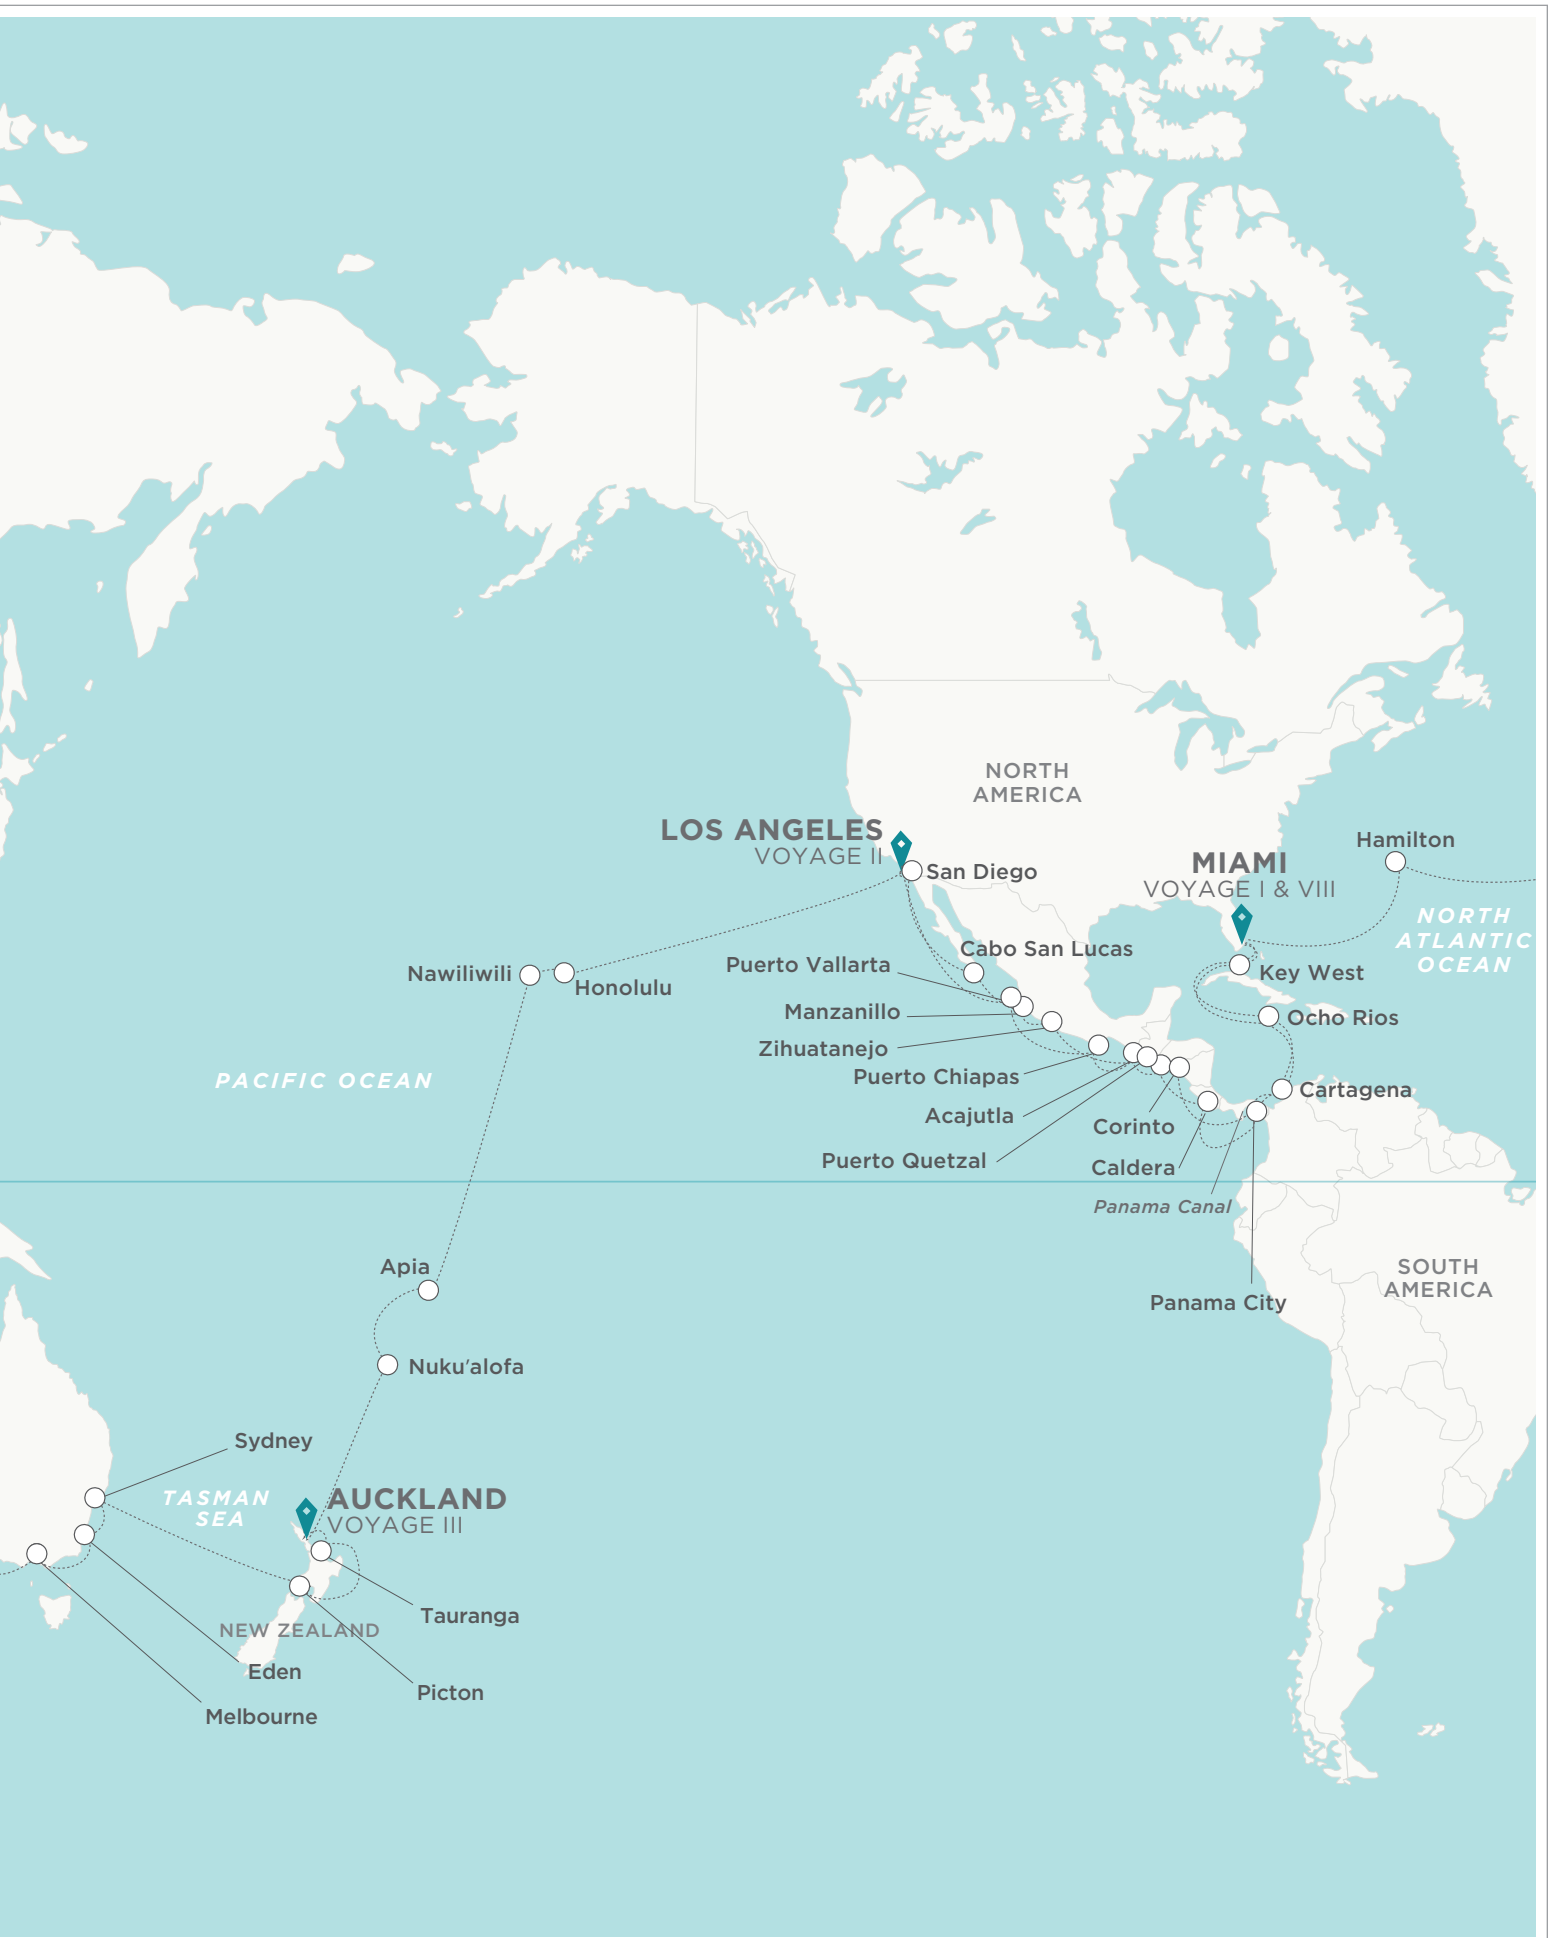 NORTH
AMERICA
LOS ANGELES
VOYAGE II
San Diego
MIAMI
VOYAGE I & VIII
Hamilton
NORTH
ATLANTIC
OCEAN
Cabo San Lucas
Puerto Vallarta
Key West
Nawiliwili
Honolulu
Manzanillo
Ocho Rios
Zihuatanejo
Puerto Chiapas
PACIFIC OCEAN
Cartagena
Acajutla
Corinto
Puerto Quetzal
Caldera
Panama Canal
Apia
SOUTH
AMERICA
Panama City
Nuku'alofa
Sydney
TASMAN
SEA
AUCKLAND
VOYAGE III
Tauranga
NEW ZEALAND
Eden
Picton
Melbourne